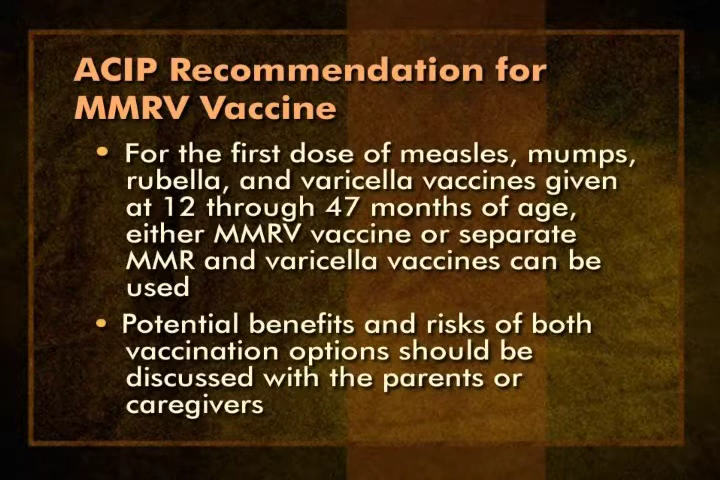 ACIP Recommendation for
MMRV Vaccine
• For the first dose of measles, mumps,
rubella, and varicella vaccines given
at 12 through 47 months of age,
either MMRV vaccine or separate
MMR and varicella vaccines can be
used
• Potential benefits and risks of both
vaccination options should be
discussed with the parents or
caregivers